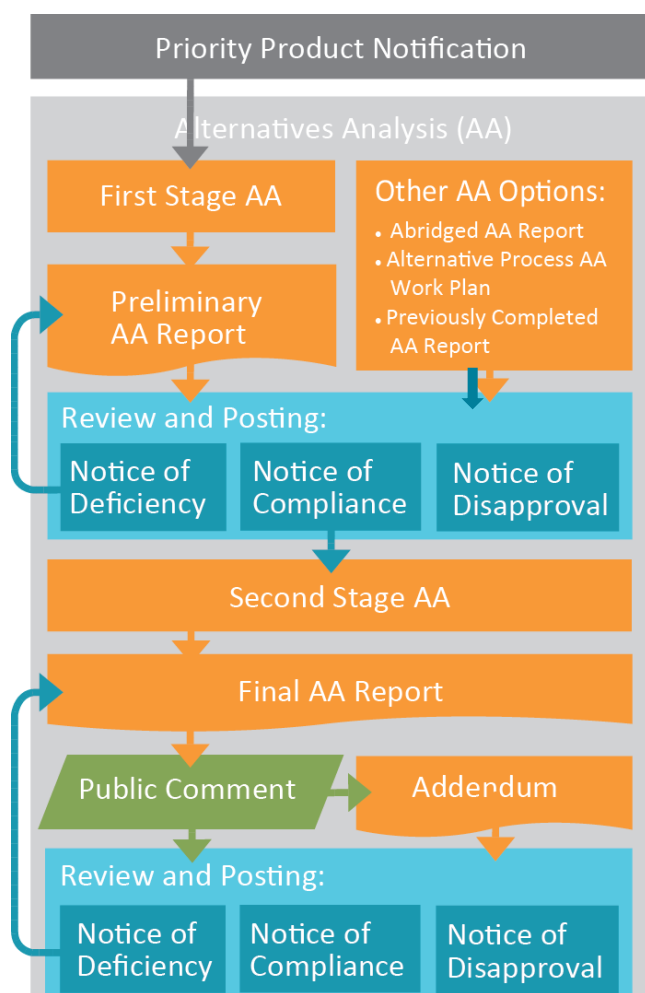 Priority Product Notification
Alternatives Analysis (AA)
First Stage AA
Other AA Options:
• Abridged AA Report
• Alternative Process AA
Work Plan
• Previously Completed
AA Report
Preliminary
AA Report
Review and Posting:
Notice of
Deficiency
Notice of
Compliance
Notice of
Disapproval
Second Stage AA
Final AA Report
Public Comment
Addendum
Review and Posting:
Notice of
Deficiency
Notice of
Compliance
Notice of
Disapproval